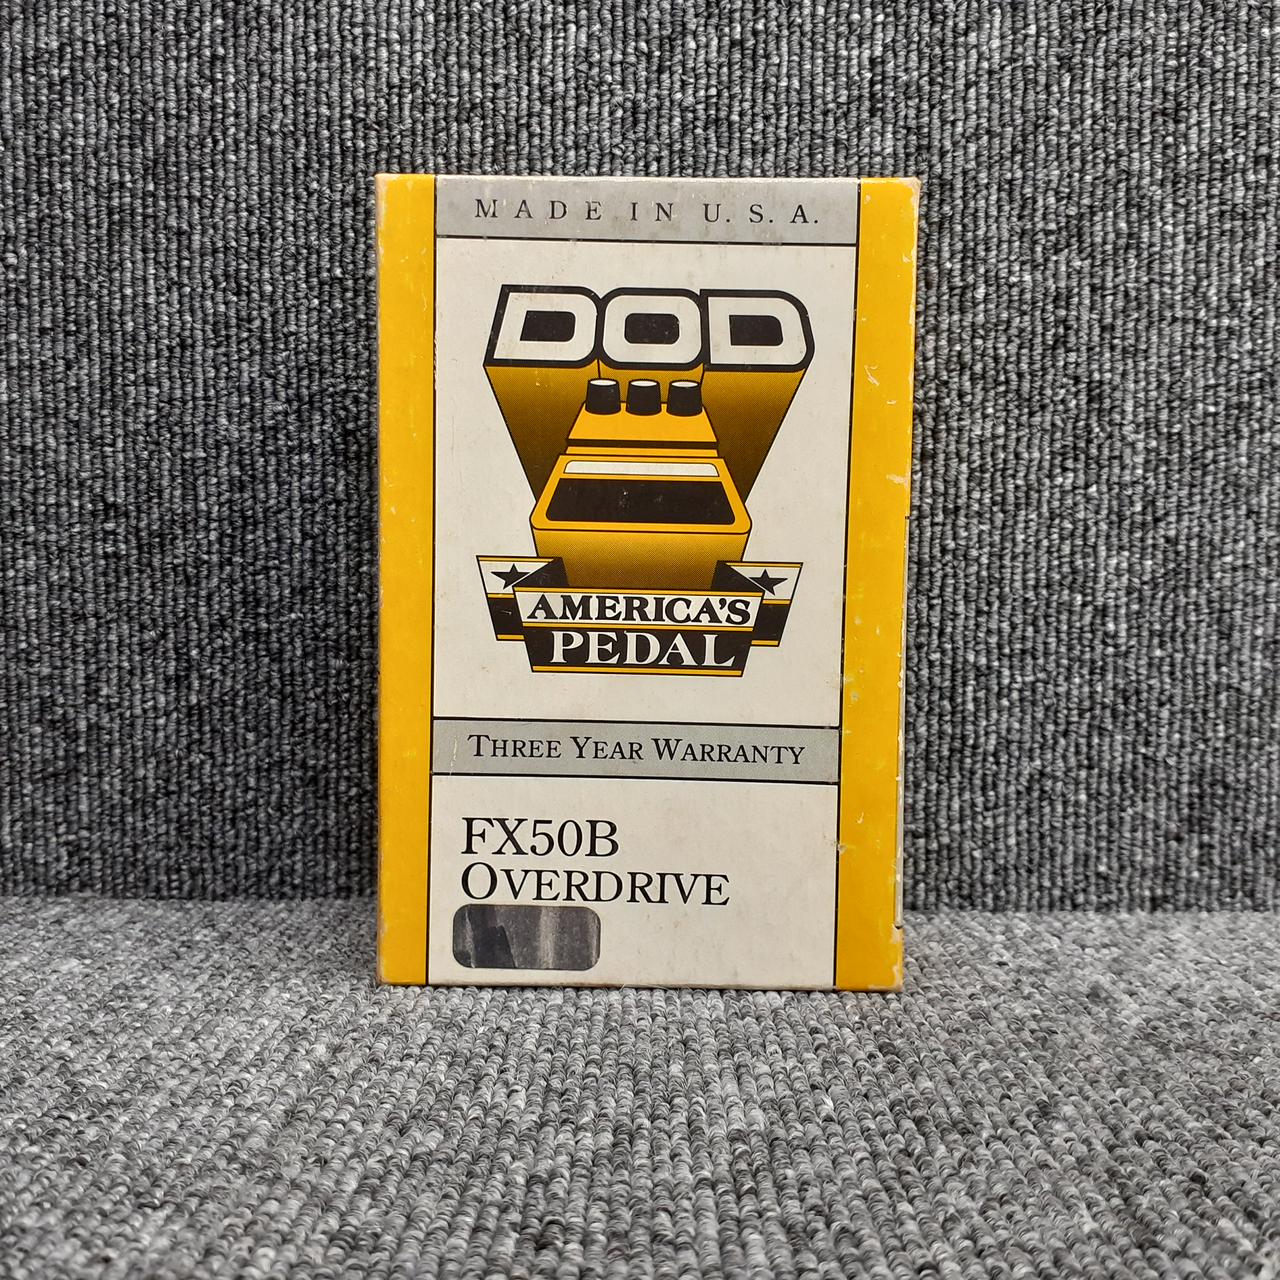 MADE IN U.S.A.
DOD
AMERICA'S
PEDAL
THREE YEAR WARRANTY
FX50B
OVERDRIVE